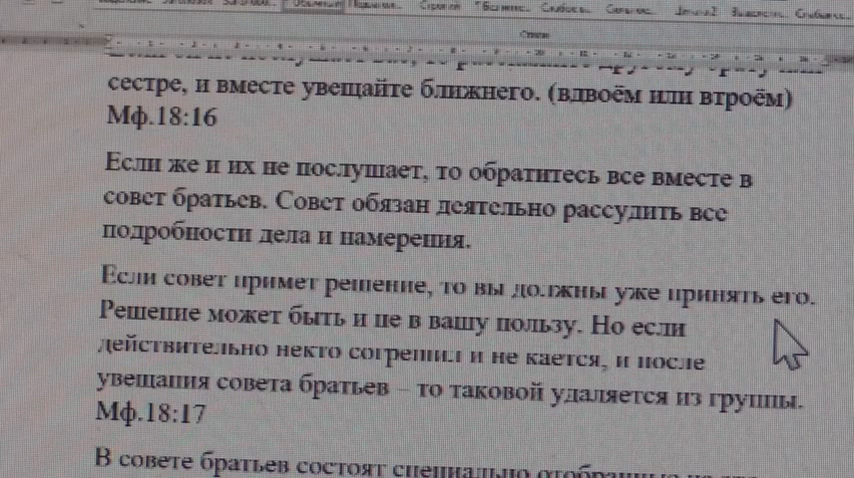 сестре, и вместе увещайте ближнего. (вдвоём или втроём)
Мф.18:16
Если же и их не послушает, то обратитесь все вместе в
совет братьев. Совет обязан деятельно рассудить все
подробности дела и намерения.
Если совет примет решение, то вы должны уже принять его.
Решение может быть и не в вашу пользу. Но если
действительно некто согрешил и не кается, и после
увещания совета братьев – то таковой удаляется из группы.
Мф.18:17
В совете братьев состоят специально отобранные